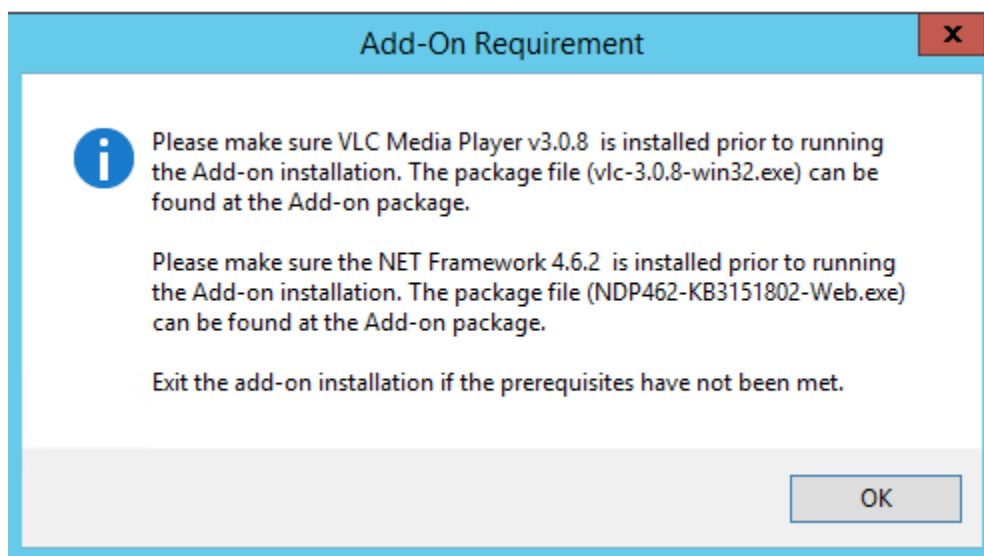 Add-On Requirement
x
Please make sure VLC Media Player v3.0.8  is installed prior to running
the Add-on installation. The package file (vlc-3.0.8-win32.exe) can be
found at the Add-on package.
Please make sure the NET Framework 4.6.2  is installed prior to running
the Add-on installation. The package file (NDP462-KB3151802-Web.exe)
can be found at the Add-on package.
Exit the add-on installation if the prerequisites have not been met.
OK